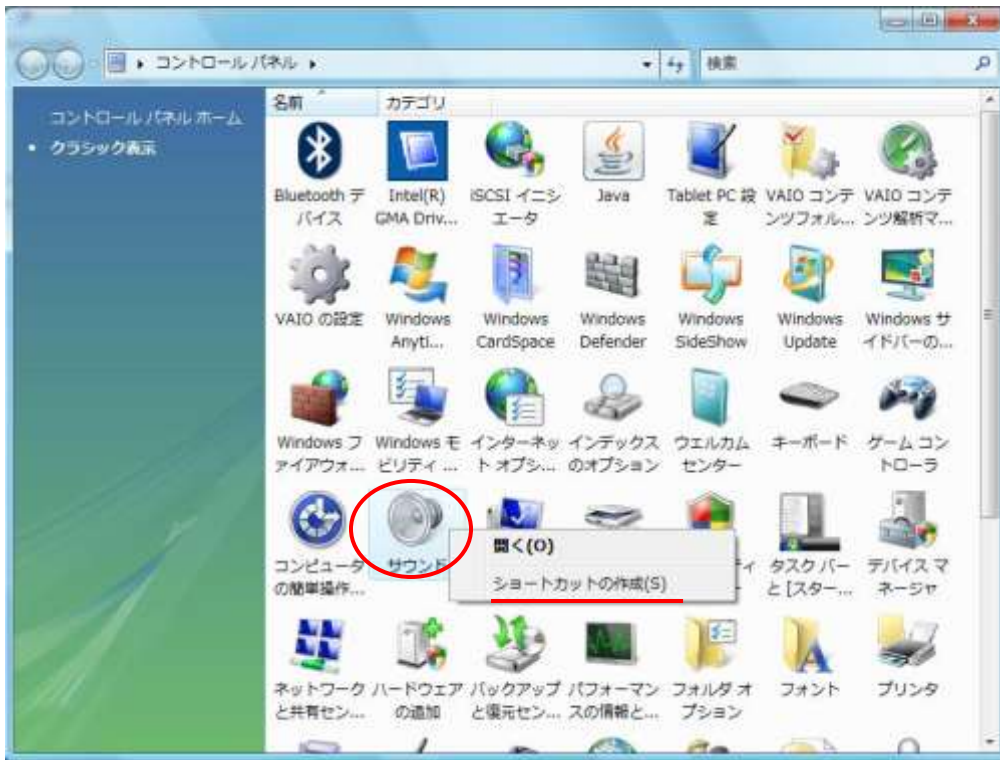 コントロール パネル
検索
コントロール パネル ホーム
クラシック表示
名前 カテゴリ
Bluetooth デ
バイス
Intel(R)
GMA Driv...
iSCSI イニシ
エータ
Java
Tablet PC 設
定
VAIO コンテ
ンツフォル...
VAIO コンテ
ンツ解析マ...
VAIO の設定
Windows
Anyti...
Windows
CardSpace
Windows
Defender
Windows
SideShow
Windows
Update
Windows サ
イドバーの...
Windows フ
ァイアウォ...
Windows モ
ビリティ ...
インターネッ
ト オプシ...
インデックス
のオプション
ウェルカム
センター
キーボード
ゲーム コン
トローラ
コンピュータ
の簡単操作...
サウンド
開く(O)
ショートカットの作成(S)
タスク バー
と [スター...
デバイス マ
ネージャ
ネットワーク
と共有セン...
ハードウェア
の追加
バックアップ
と復元セン...
パフォーマン
スの情報と...
フォルダ オ
プション
フォント
プリンタ